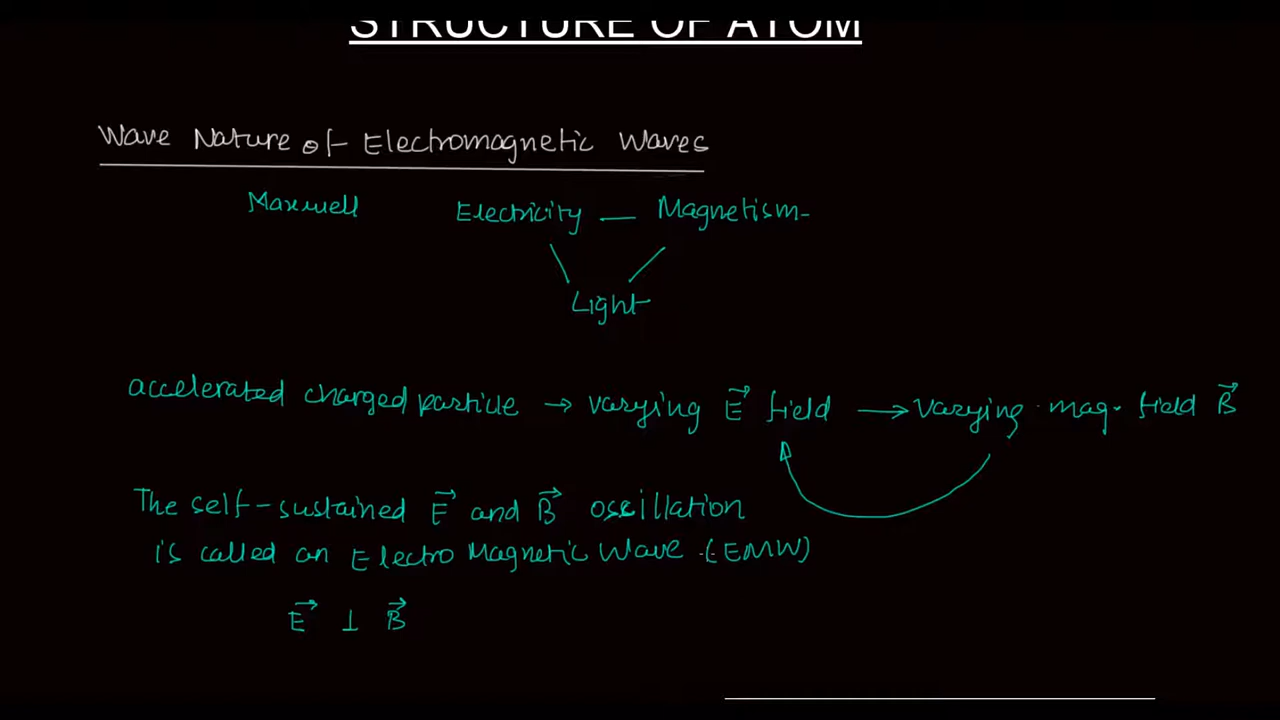 STRUCTURE OF ATOM
Wave Nature of Electromagnetic Waves
Maxwell Electricity — Magnetism
Light
accelerated charged particle → varying E⃗ field → varying mag. field B⃗
The self-sustained E⃗ and B⃗ osscillation
is called an Electro Magnetic Wave (EMW)
E⃗ ⊥ B⃗